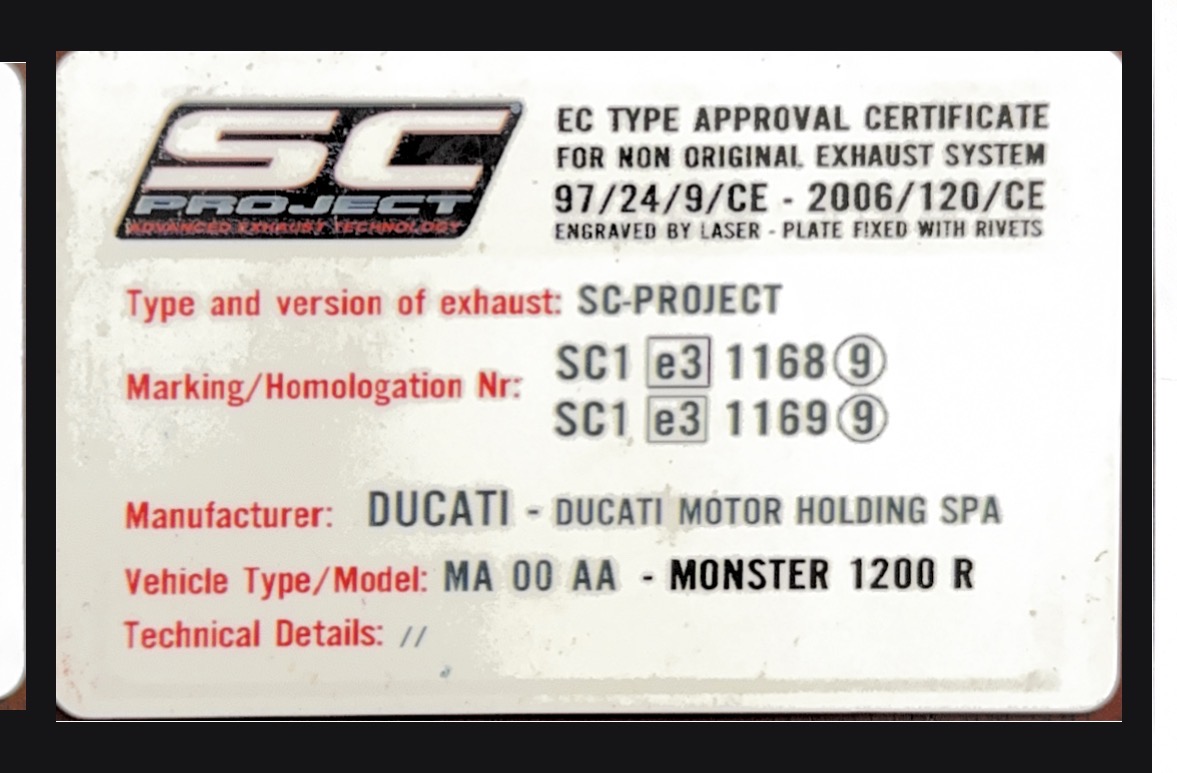 SC
PROJECT
ADVANCED EXHAUST TECHNOLOGY
EC TYPE APPROVAL CERTIFICATE
FOR NON ORIGINAL EXHAUST SYSTEM
97/24/9/CE - 2006/120/CE
ENGRAVED BY LASER - PLATE FIXED WITH RIVETS
Type and version of exhaust: SC-PROJECT
Marking/Homologation Nr:
SC1 e3 1168 9
SC1 e3 1169 9
Manufacturer: DUCATI - DUCATI MOTOR HOLDING SPA
Vehicle Type/Model: MA 00 AA - MONSTER 1200 R
Technical Details: //